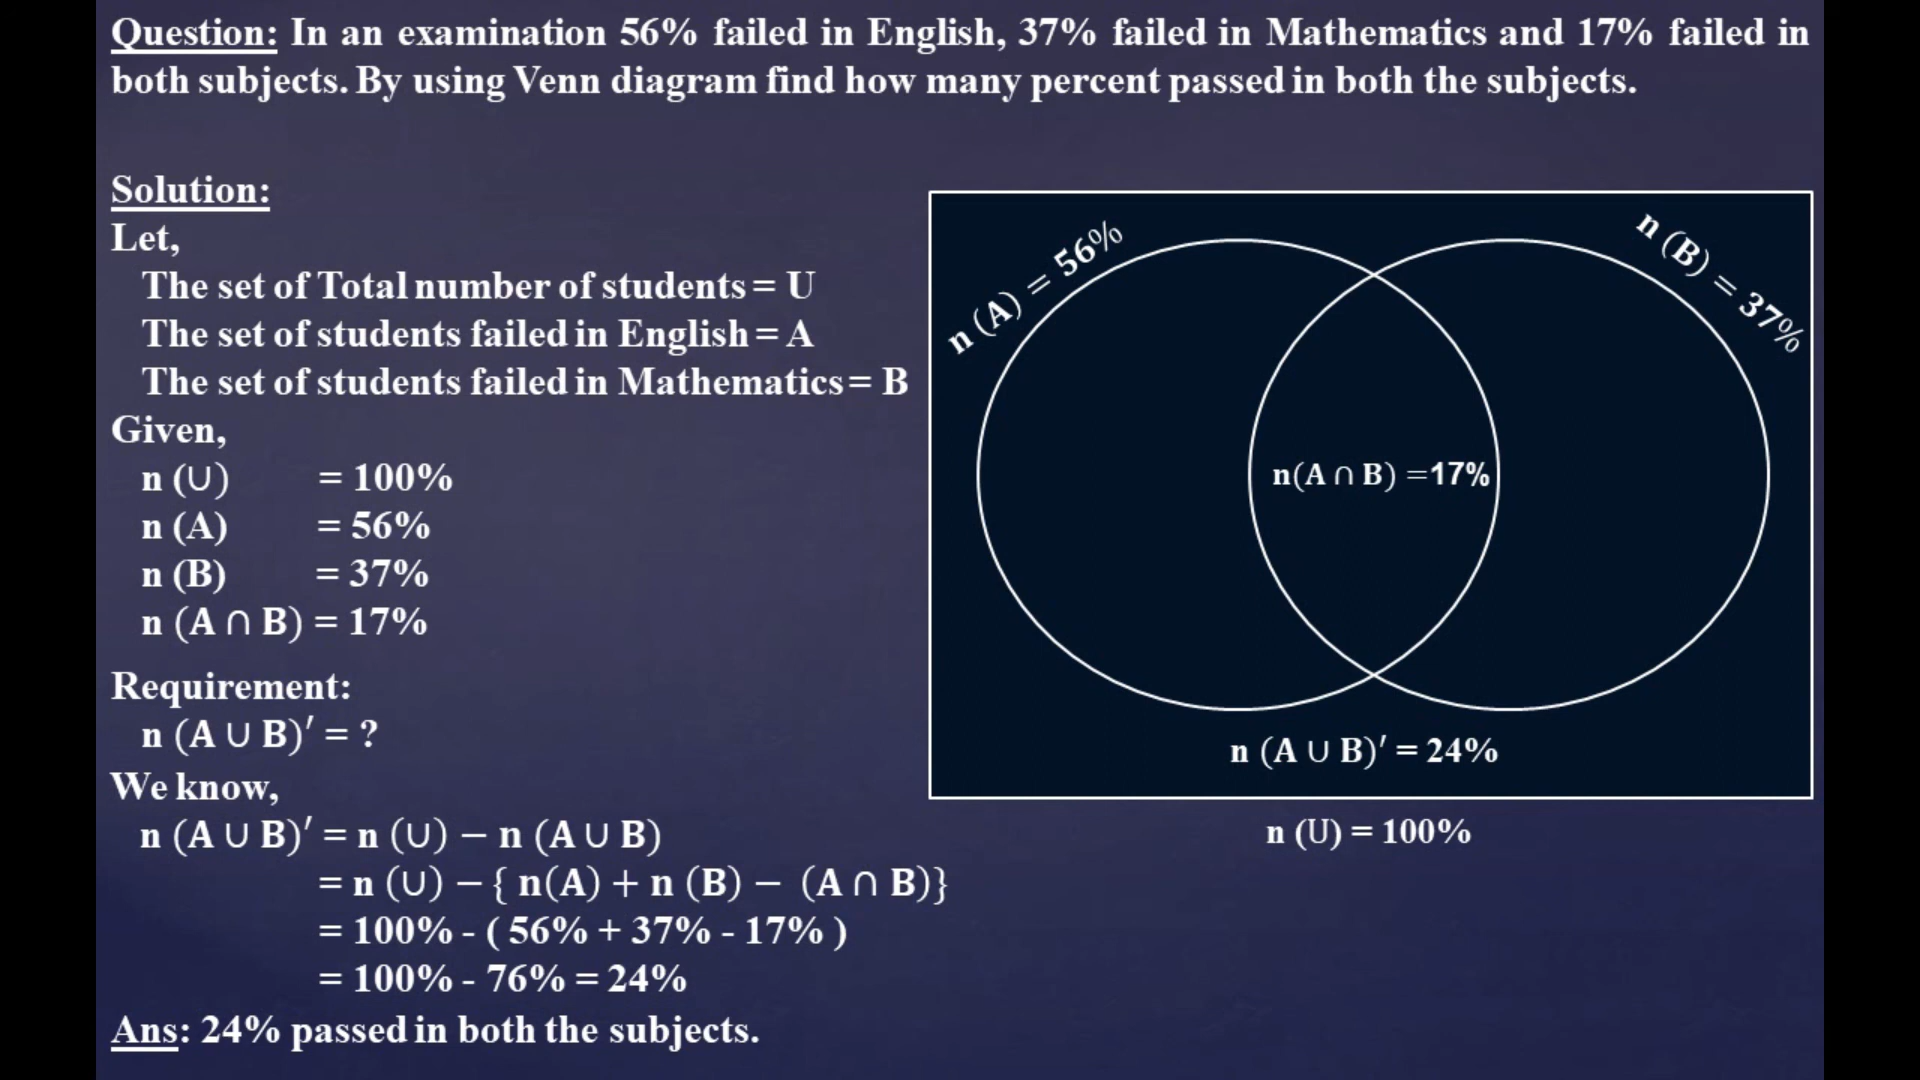 Question: In an examination 56% failed in English, 37% failed in Mathematics and 17% failed in
both subjects. By using Venn diagram find how many percent passed in both the subjects.
Solution:
Let,
The set of Total number of students = U
The set of students failed in English = A
The set of students failed in Mathematics = B
Given,
n (∪) = 100%
n (A) = 56%
n (B) = 37%
n (A ∩ B) = 17%
Requirement:
n (A ∪ B)′ = ?
We know,
n (A ∪ B)′ = n (∪) − n (A ∪ B)
= n (∪) − { n(A) + n (B) − (A ∩ B)}
= 100% - ( 56% + 37% - 17% )
= 100% - 76% = 24%
Ans: 24% passed in both the subjects.
n (A) = 56%
n (B) = 37%
n(A ∩ B) =17%
n (A ∪ B)′ = 24%
n (U) = 100%